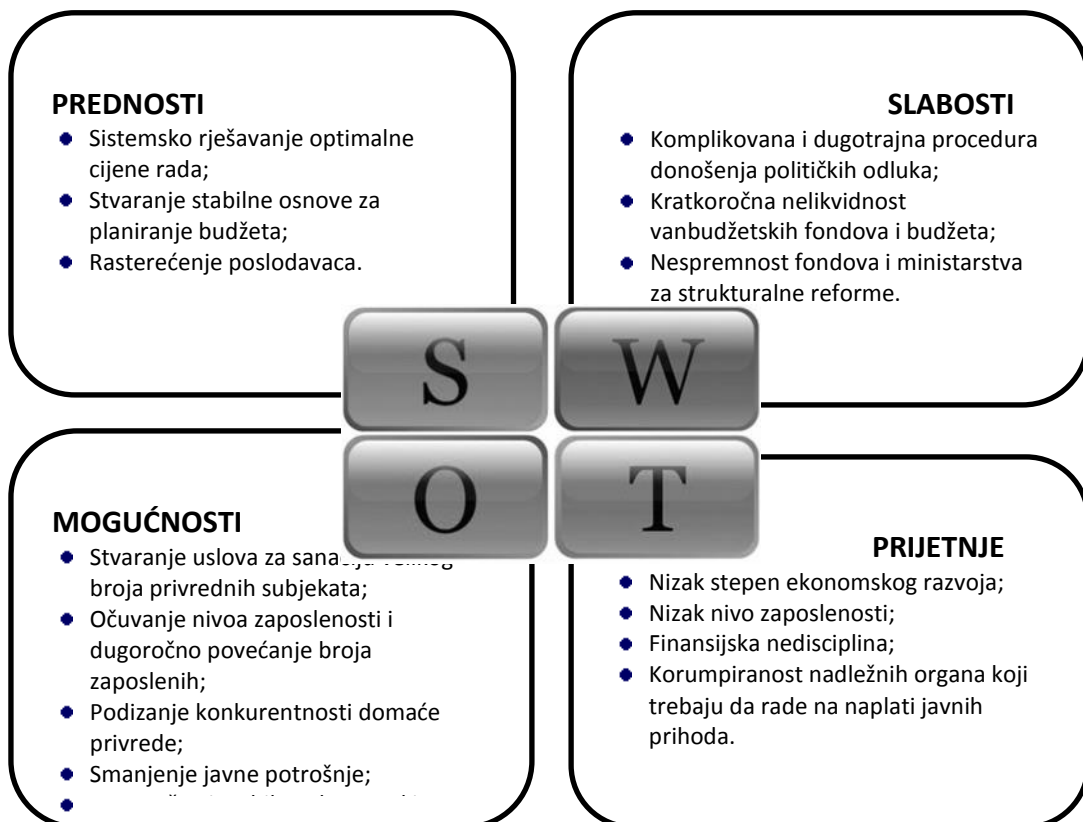 PREDNOSTI
Sistemsko rješavanje optimalne
cijene rada;
Stvaranje stabilne osnove za
planiranje budžeta;
Rasterećenje poslodavaca.
SLABOSTI
Komplikovana i dugotrajna procedura
donošenja političkih odluka;
Kratkoročna nelikvidnost
vanbudžetskih fondova i budžeta;
Nespremnost fondova i ministarstva
za strukturalne reforme.
S W
O T
MOGUĆNOSTI
Stvaranje uslova za
broja privrednih subjekata;
Očuvanje nivoa zaposlenosti i
dugoročno povećanje broja
zaposlenih;
Podizanje konkurentnosti domaće
privrede;
Smanjenje javne potrošnje;
PRIJETNJE
Nizak stepen ekonomskog razvoja;
Nizak nivo zaposlenosti;
Finansijska nedisciplina;
Korumpiranost nadležnih organa koji
trebaju da rade na naplati javnih
prihoda.